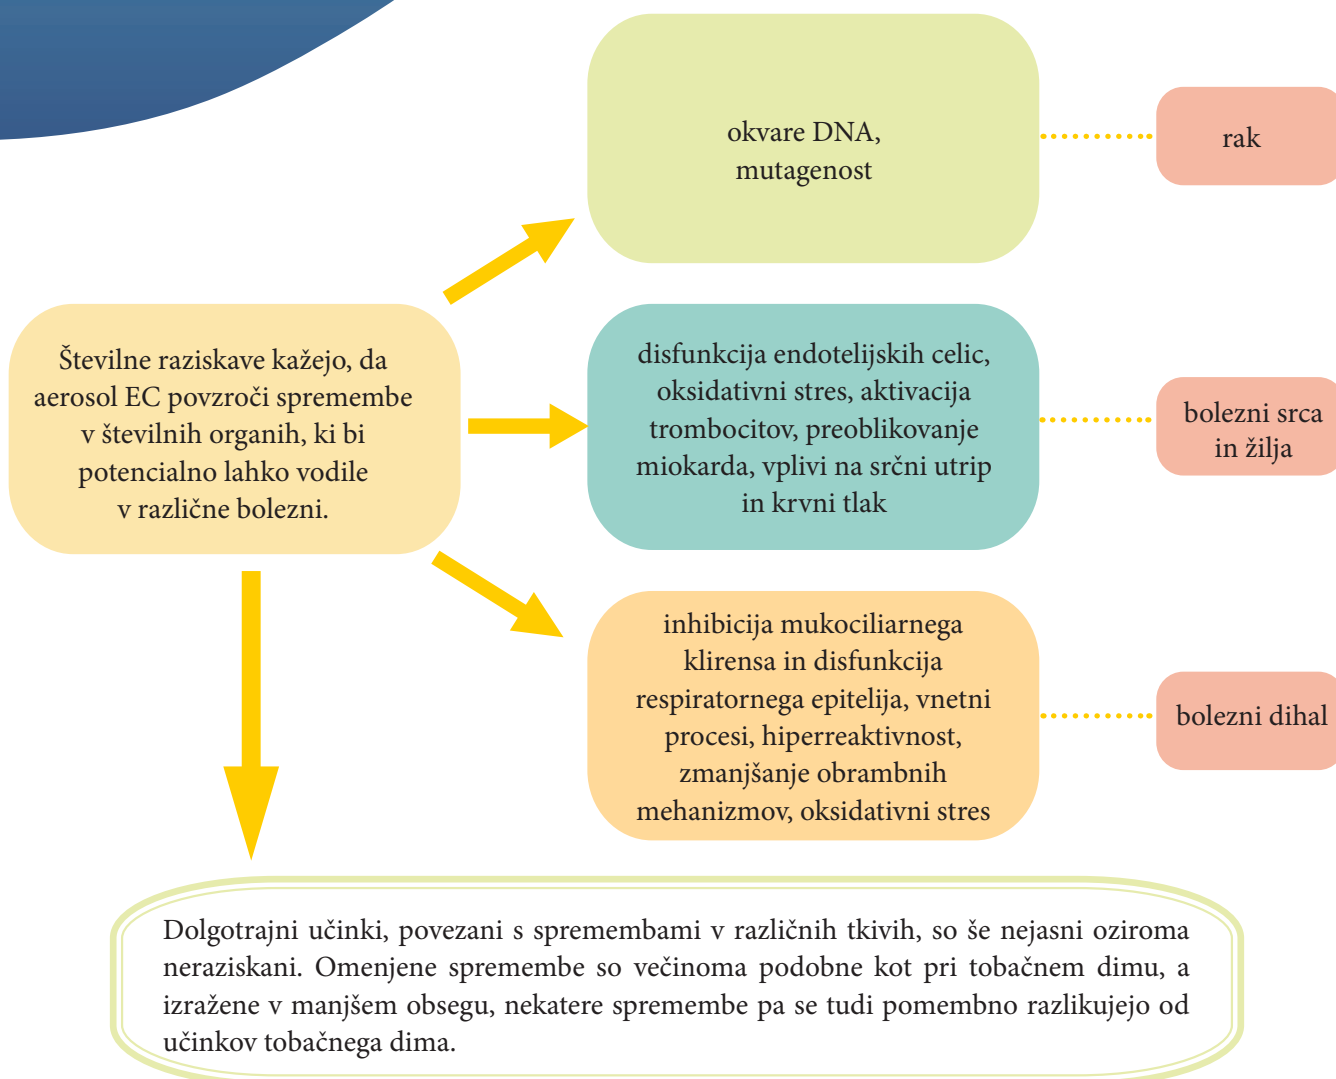 okvare DNA,
mutagenost
rak
Številne raziskave kažejo, da
aerosol EC povzroči spremembe
v številnih organih, ki bi
potencialno lahko vodile
v različne bolezni.
disfunkcija endotelijskih celic,
oksidativni stres, aktivacija
trombocitov, preoblikovanje
miokarda, vplivi na srčni utrip
in krvni tlak
bolezni srca
in žilja
inhibicija mukociliarnega
klirensa in disfunkcija
respiratornega epitelija, vnetni
procesi, hiperreaktivnost,
zmanjšanje obrambnih
mehanizmov, oksidativni stres
bolezni dihal
Dolgotrajni učinki, povezani s spremembami v različnih tkivih, so še nejasni oziroma
neraziskani. Omenjene spremembe so večinoma podobne kot pri tobačnem dimu, a
izražene v manjšem obsegu, nekatere spremembe pa se tudi pomembno razlikujejo od
učinkov tobačnega dima.